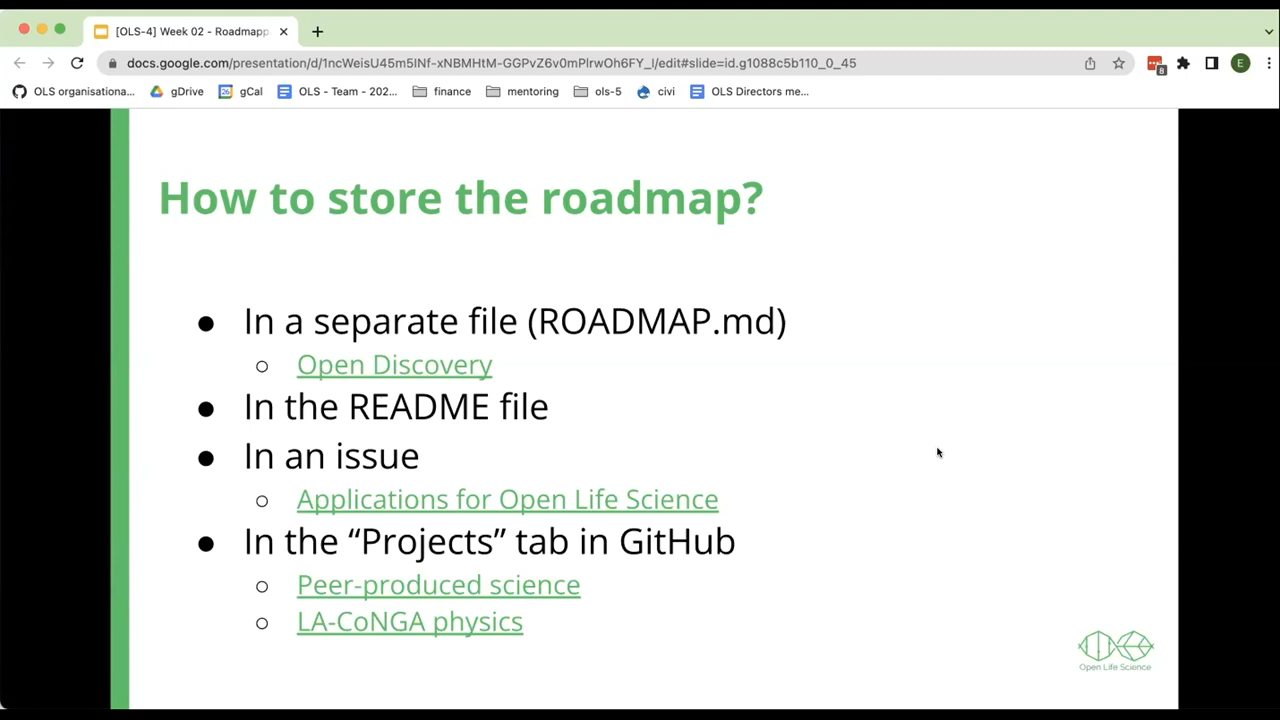 [OLS-4] Week 02 - Roadmapp
docs.google.com/presentation/d/1ncWeisU45m5INf-xNBMHtM-GGPvZ6v0mPlrwOh6FY_I/edit#slide=id.g1088c5b110_0_45
8
E
OLS organisationa...
gDrive
gCal
OLS - Team - 202...
finance
mentoring
ols-5
civi
OLS Directors me...
How to store the roadmap?
● In a separate file (ROADMAP.md)
○ Open Discovery
● In the README file
● In an issue
○ Applications for Open Life Science
● In the “Projects” tab in GitHub
○ Peer-produced science
○ LA-CoNGA physics
Open Life Science